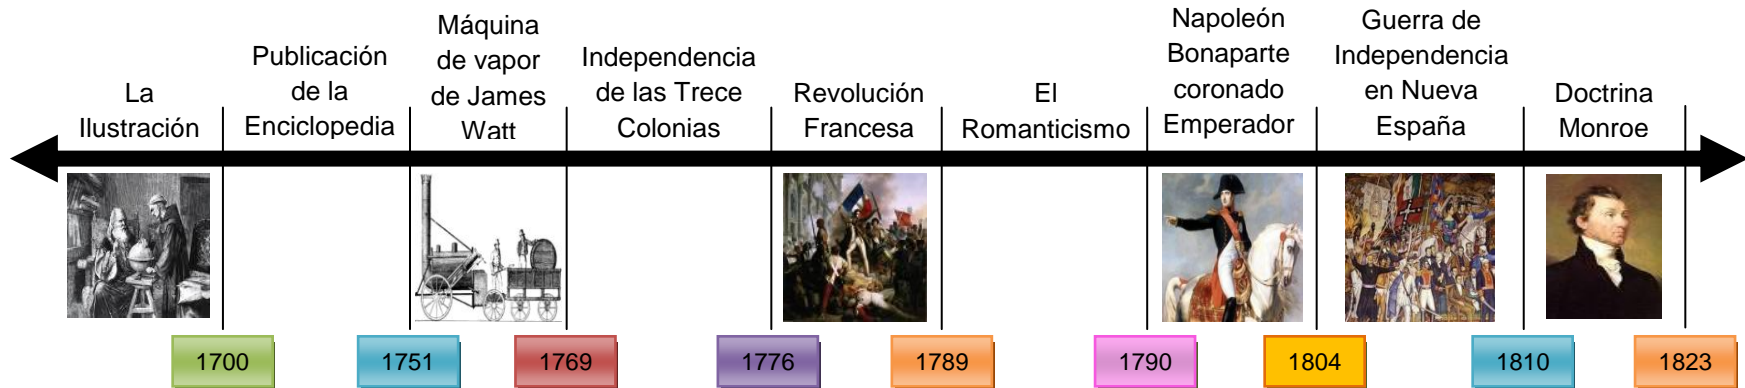 La
Ilustración
Publicación
de la
Enciclopedia
Máquina
de vapor
de James
Watt
Independencia
de las Trece
Colonias
Revolución
Francesa
El
Romanticismo
Napoleón
Bonaparte
coronado
Emperador
Guerra de
Independencia
en Nueva
España
Doctrina
Monroe
1700
1751
1769
1776
1789
1790
1804
1810
1823